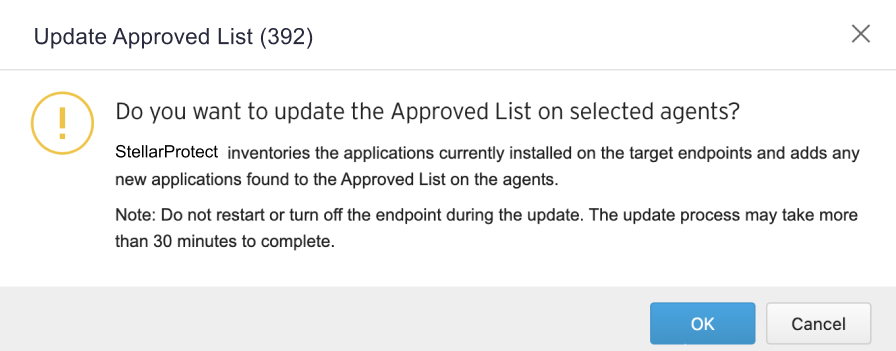 Update Approved List (392)
Do you want to update the Approved List on selected agents?
StellarProtect inventories the applications currently installed on the target endpoints and adds any
new applications found to the Approved List on the agents.
Note: Do not restart or turn off the endpoint during the update. The update process may take more
than 30 minutes to complete.
OK
Cancel